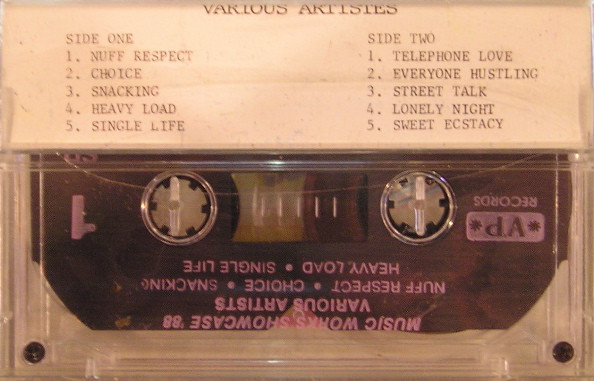 VARIOUS ARTISTES
SIDE ONE
1. NUFF RESPECT
2. CHOICE
3. SNACKING
4. HEAVY LOAD
5. SINGLE LIFE
SIDE TWO
1. TELEPHONE LOVE
2. EVERYONE HUSTLING
3. STREET TALK
4. LONELY NIGHT
5. SWEET ECSTACY
MUSIC WORKS SHOWCASE '88
VARIOUS ARTISTS
NUFF RESPECT • CHOICE • SNACKING •
HEAVY LOAD • SINGLE LIFE
*VP*
RECORDS
1